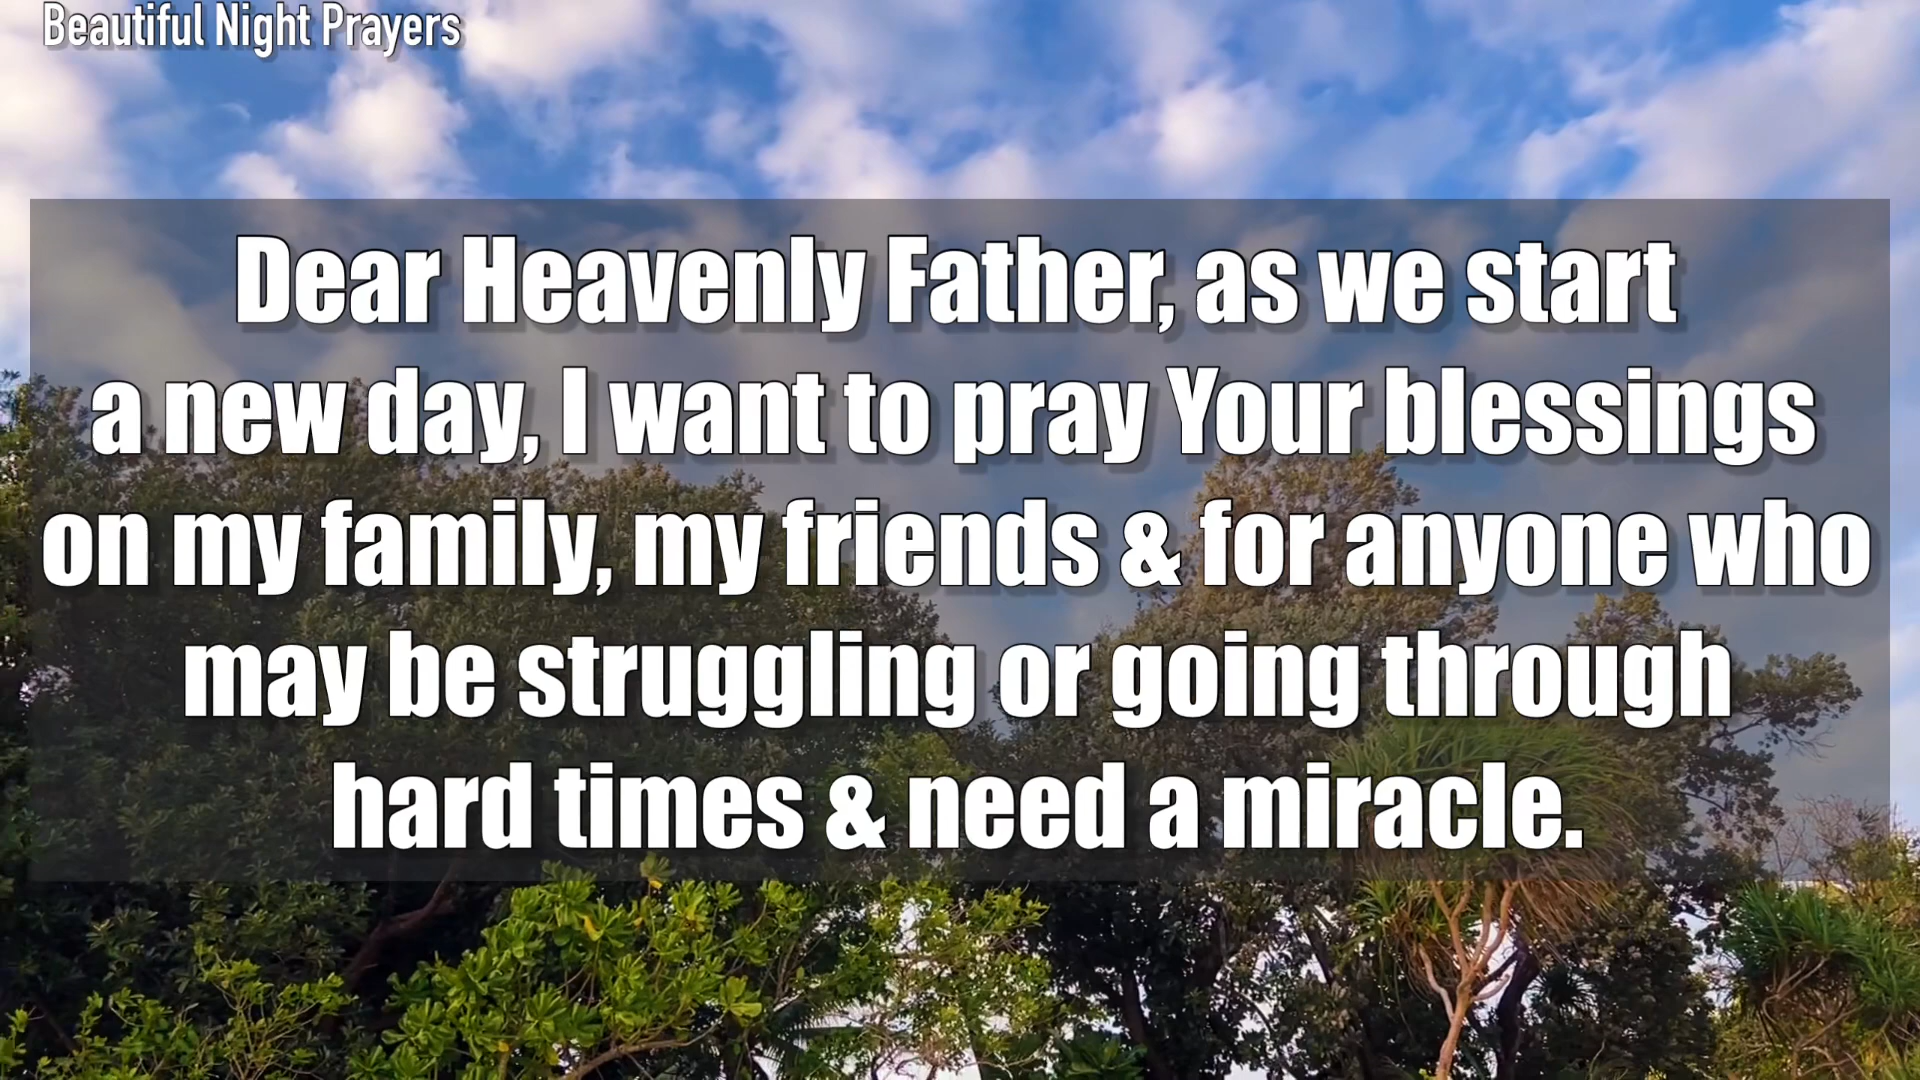 Beautiful Night Prayers
Dear Heavenly Father, as we start
a new day, I want to pray Your blessings
on my family, my friends & for anyone who
may be struggling or going through
hard times & need a miracle.